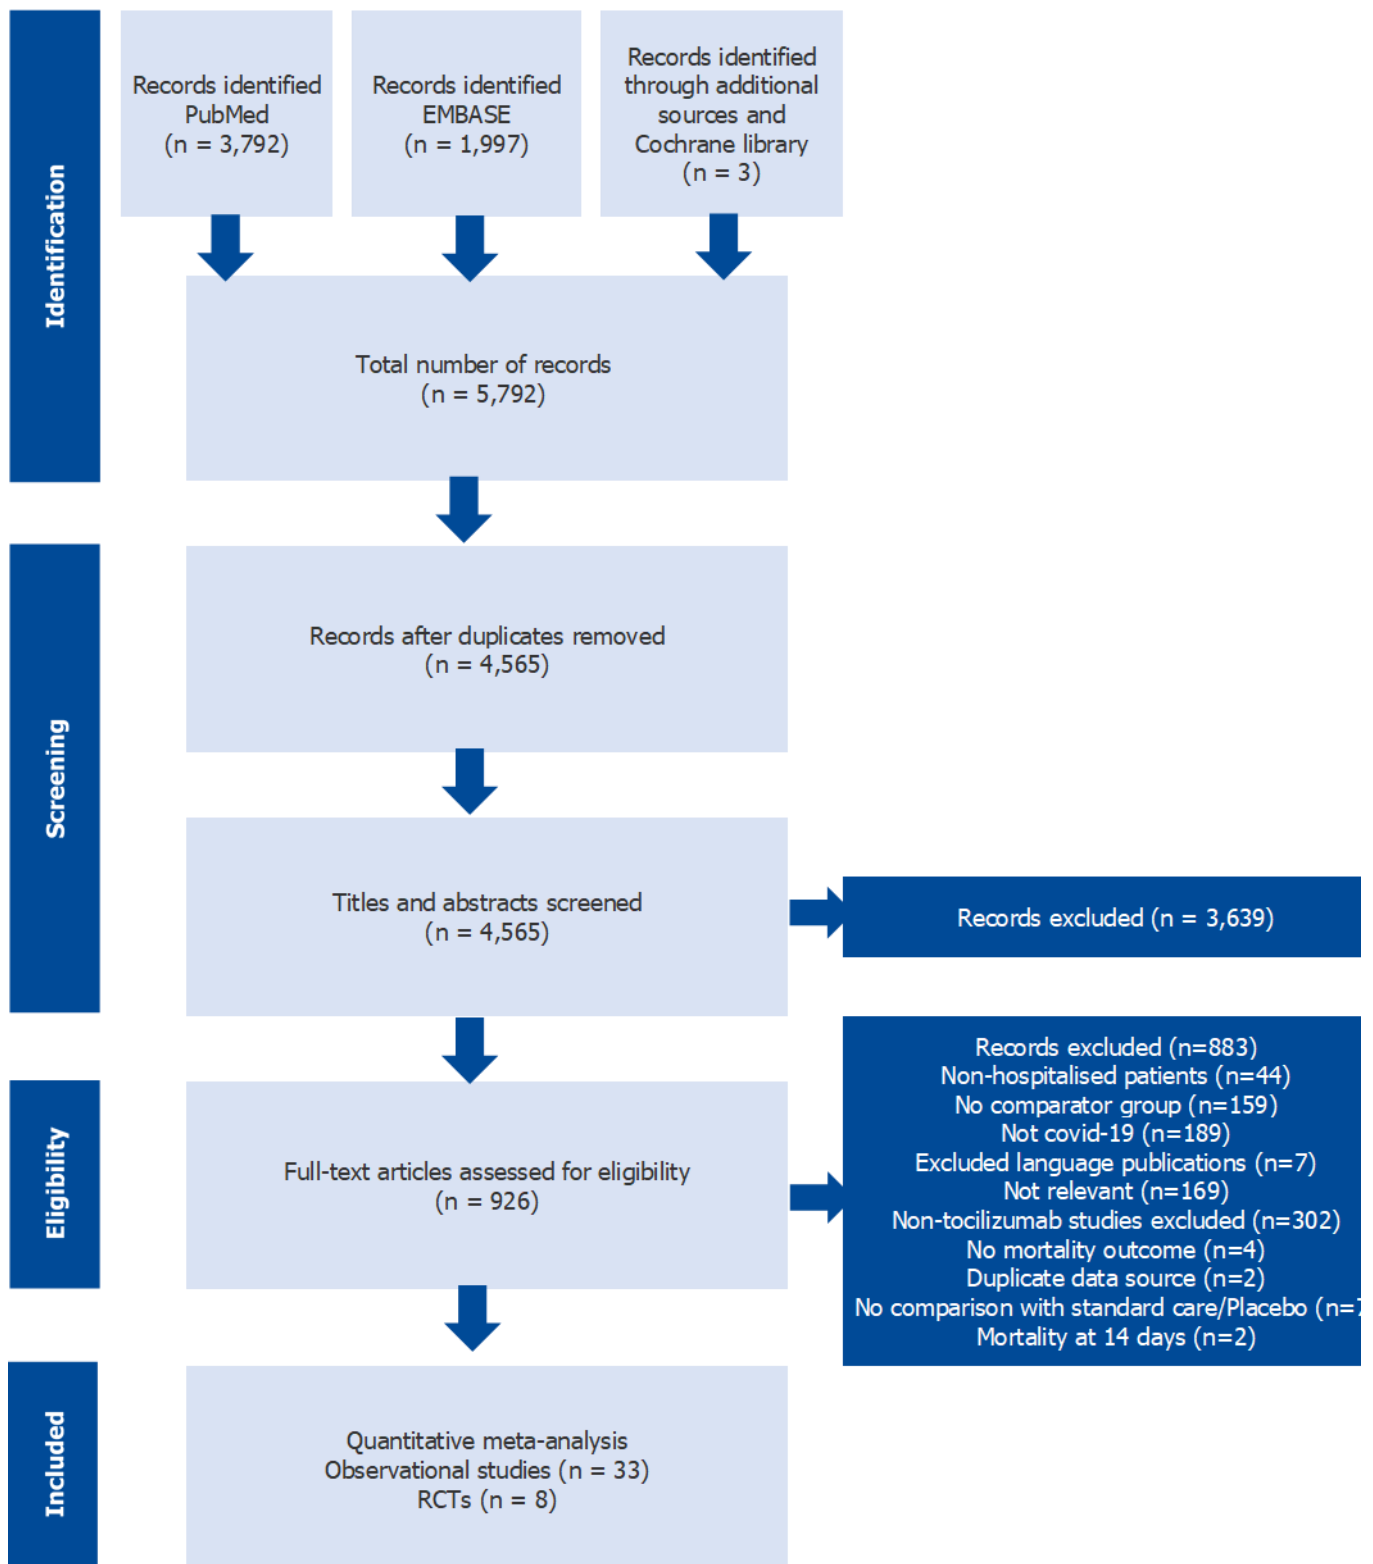 Identification
Records identified
PubMed
(n = 3,792)
Records identified
EMBASE
(n = 1,997)
Records identified
through additional
sources and
Cochrane library
(n = 3)
Total number of records
(n = 5,792)
Screening
Records after duplicates removed
(n = 4,565)
Titles and abstracts screened
(n = 4,565)
Records excluded (n = 3,639)
Eligibility
Full-text articles assessed for eligibility
(n = 926)
Records excluded (n=883)
Non-hospitalised patients (n=44)
No comparator group (n=159)
Not covid-19 (n=189)
Excluded language publications (n=7)
Not relevant (n=169)
Non-tocilizumab studies excluded (n=302)
No mortality outcome (n=4)
Duplicate data source (n=2)
No comparison with standard care/Placebo
Mortality at 14 days (n=2)
Included
Quantitative meta-analysis
Observational studies (n = 33)
RCTs (n = 8)